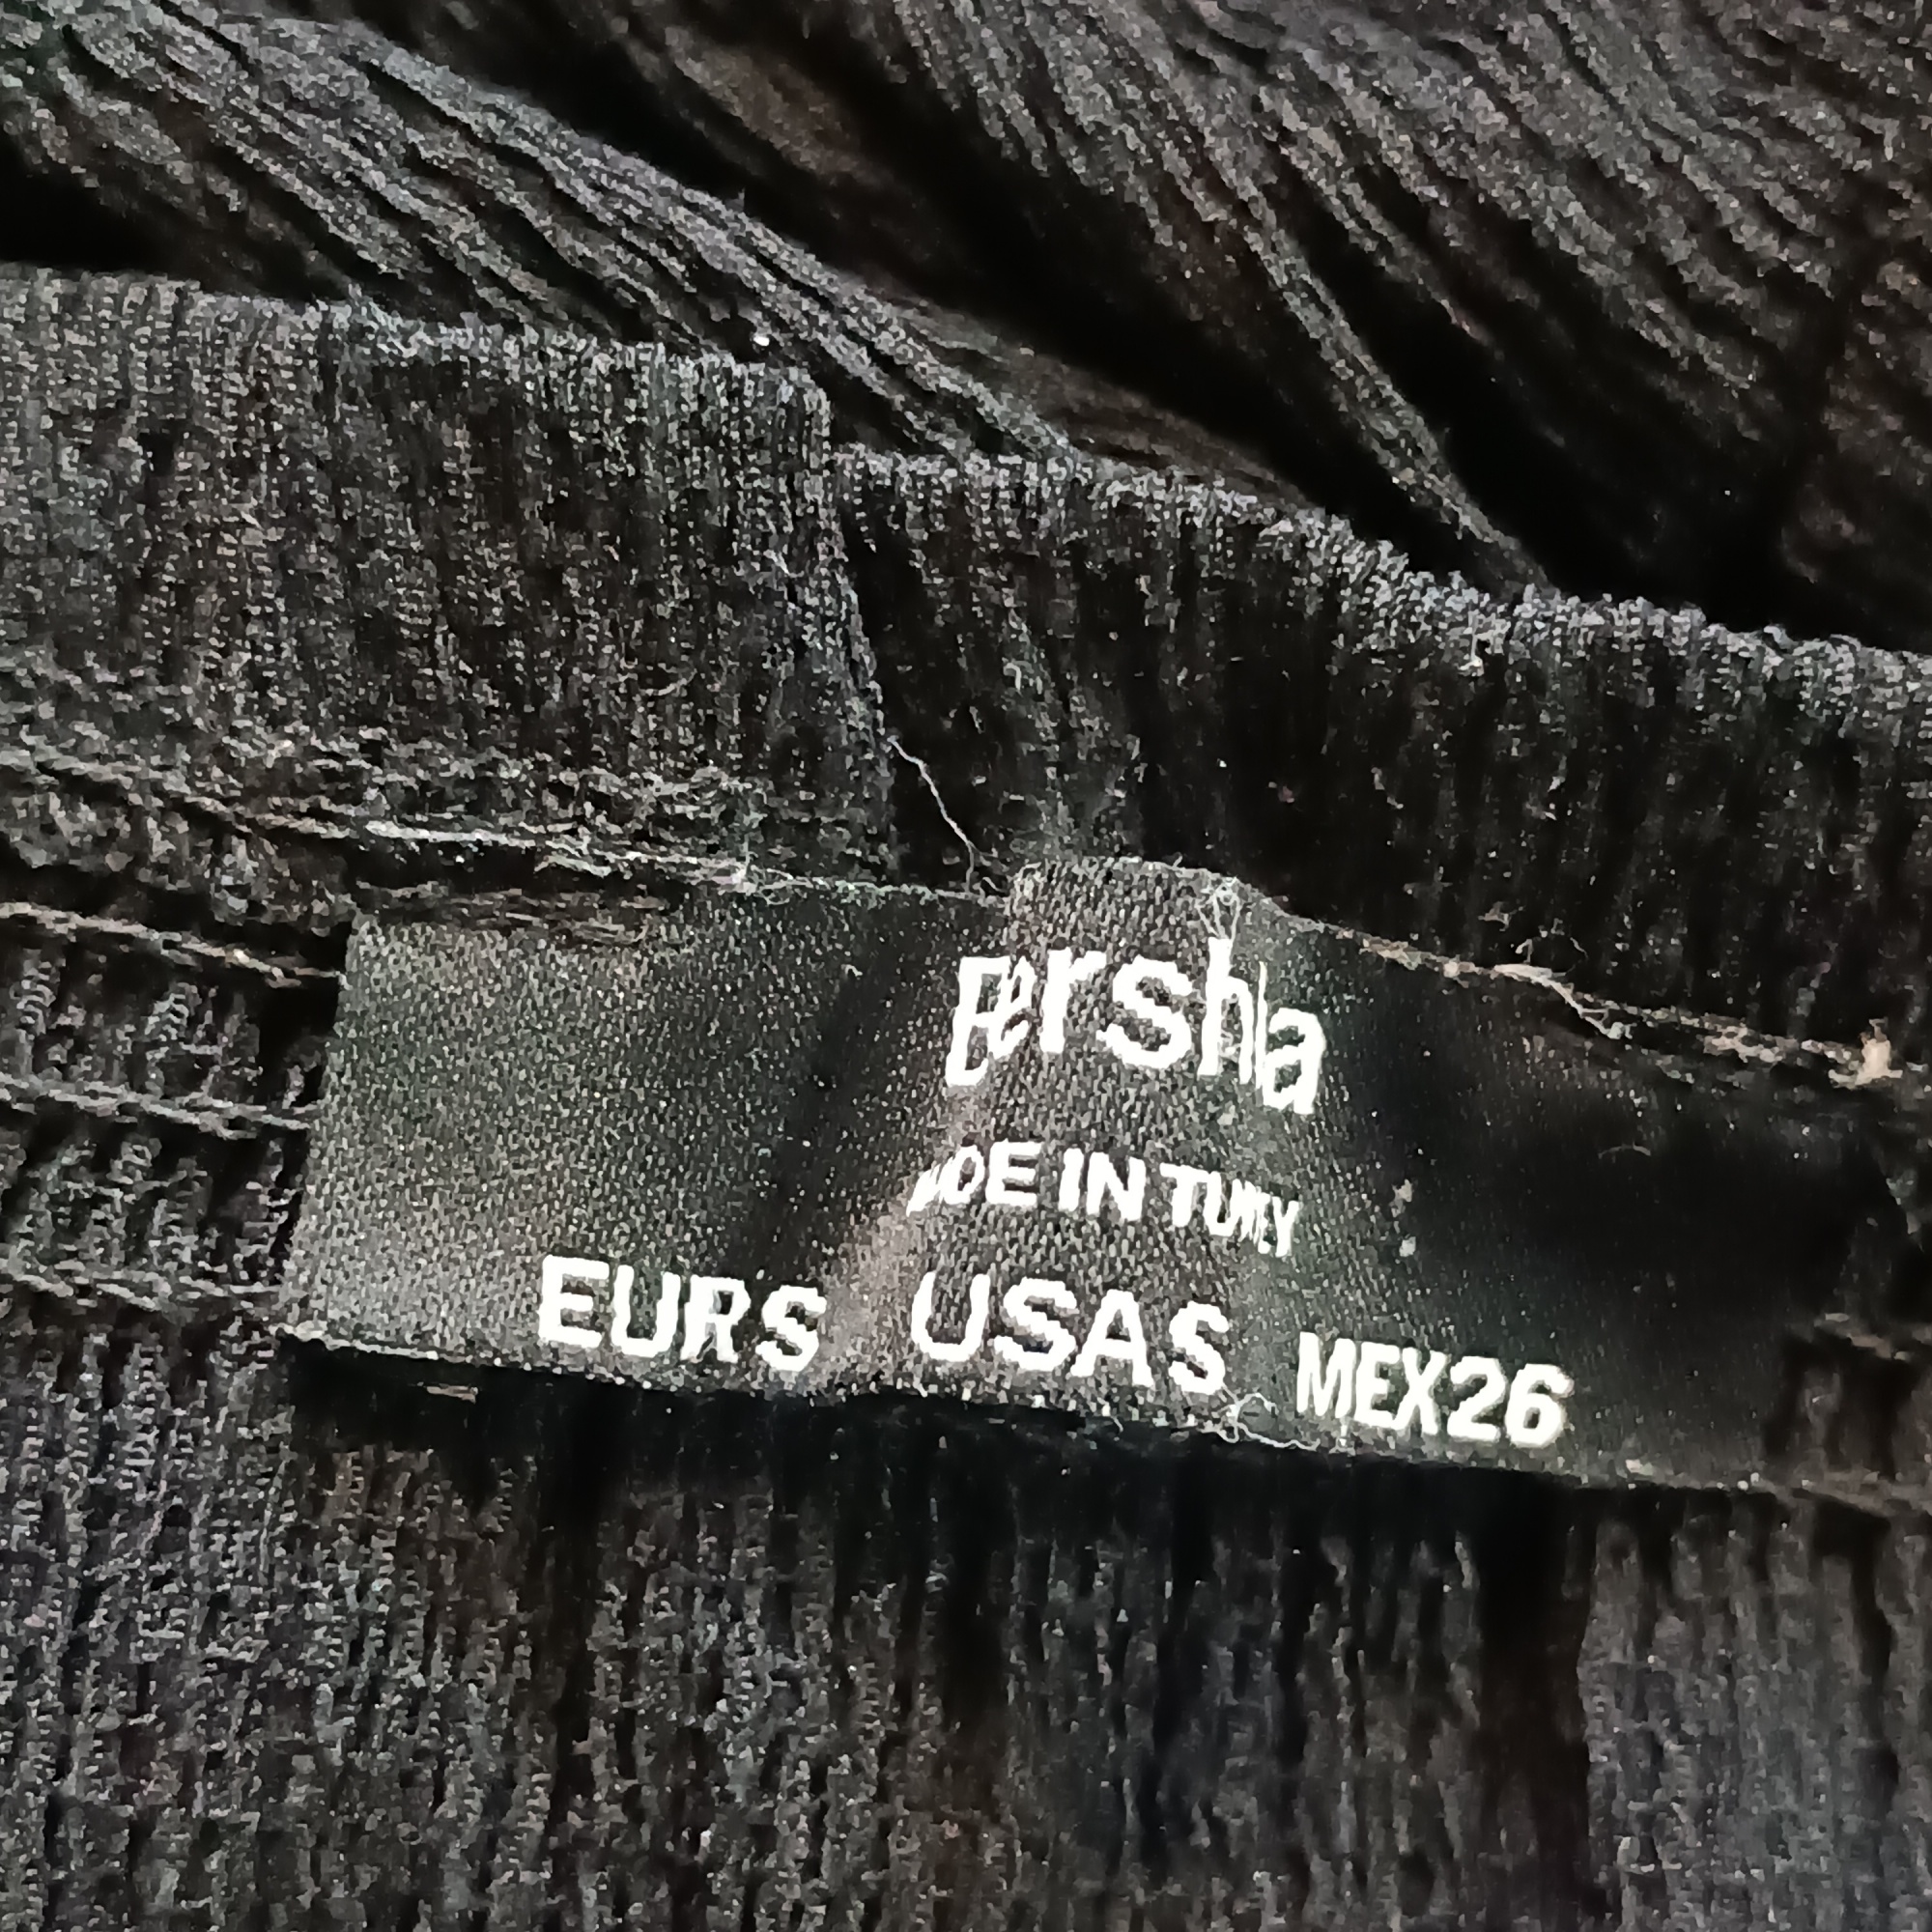 Bershka
MADE IN TURKEY
EUR S USA S MEX 26